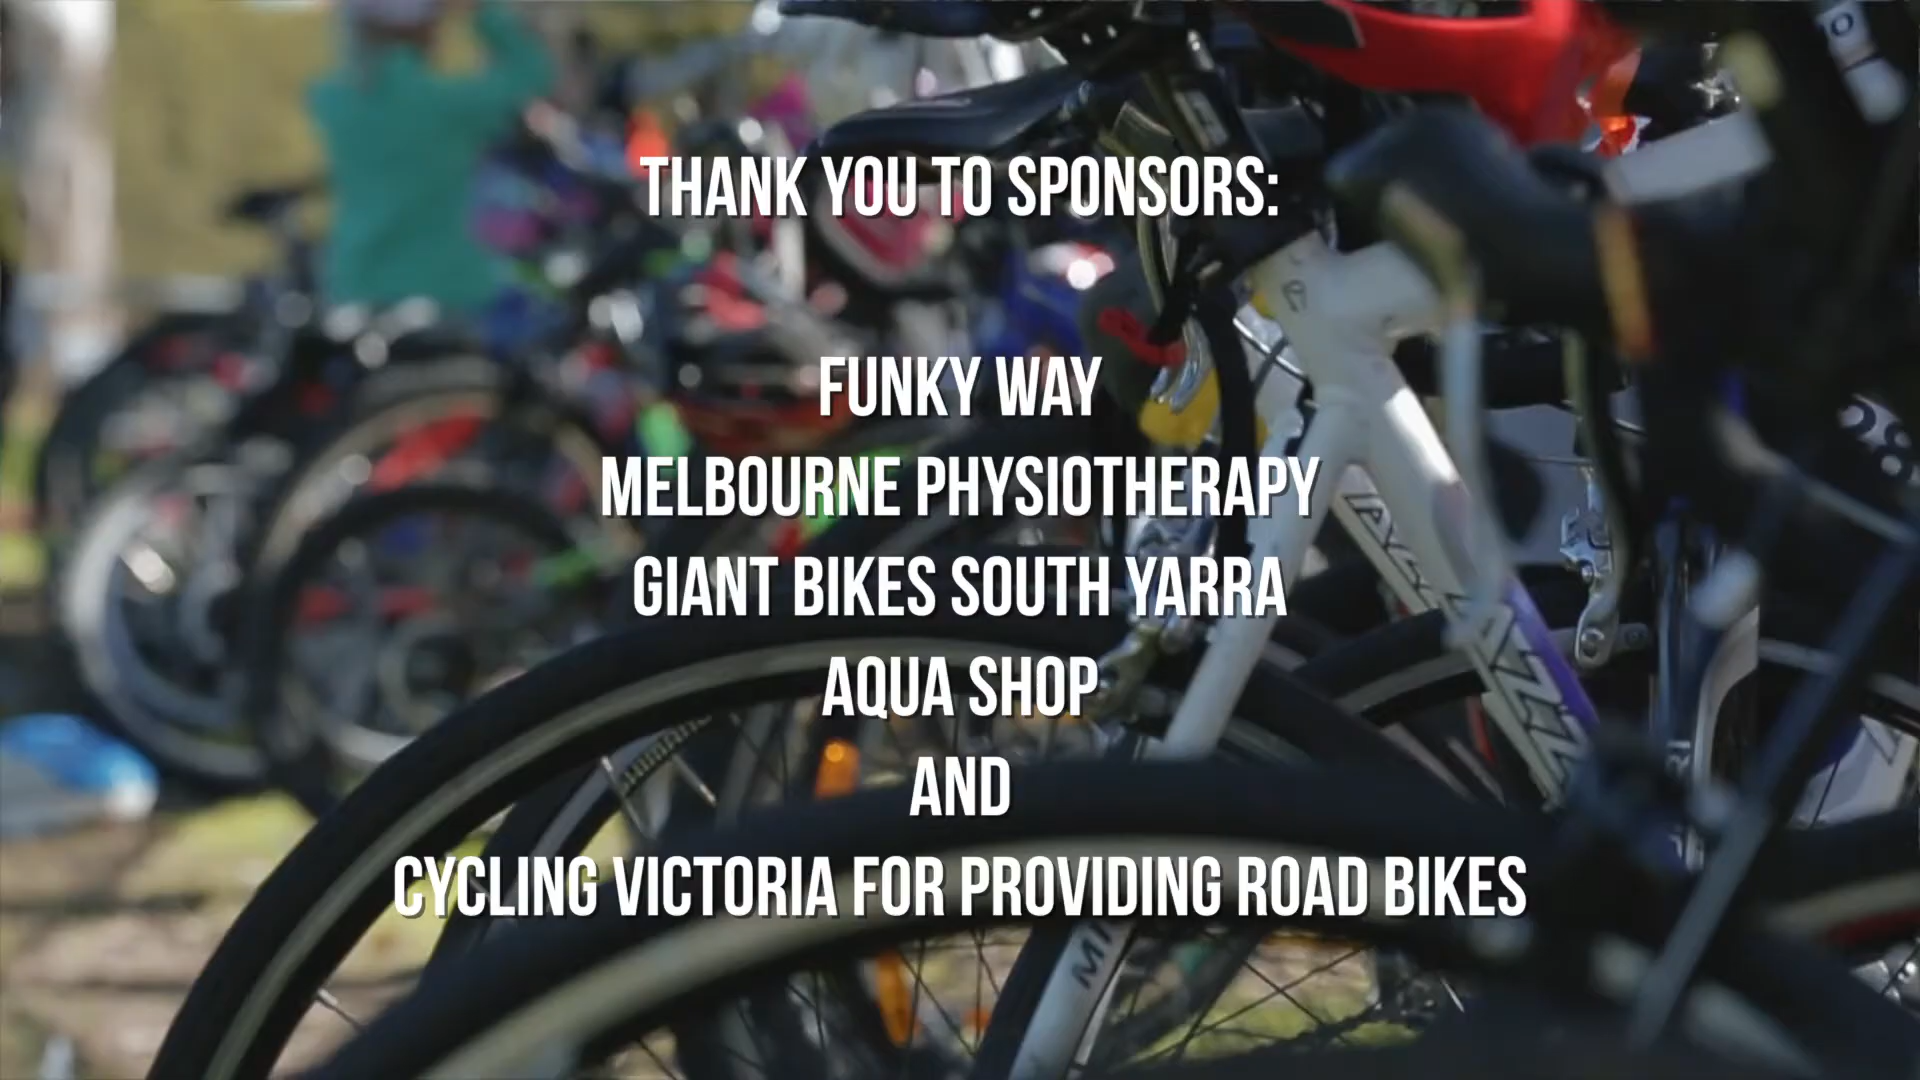 THANK YOU TO SPONSORS:
FUNKY WAY
MELBOURNE PHYSIOTHERAPY
GIANT BIKES SOUTH YARRA
AQUA SHOP
AND
CYCLING VICTORIA FOR PROVIDING ROAD BIKES